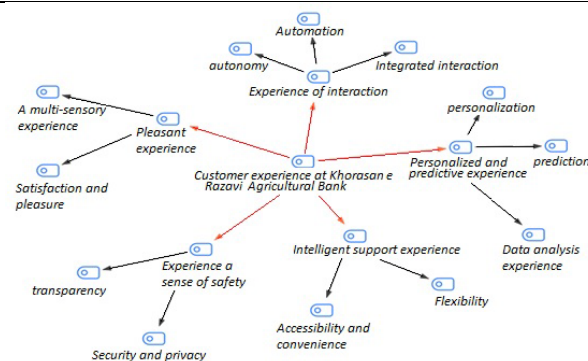 Automation
autonomy
Integrated interaction
Experience of interaction
A multi-sensory
experience
Pleasant
experience
personalization
Personalized and
predictive experience
prediction
Customer experience at Khorasan e
Razavi Agricultural Bank
Satisfaction and
pleasure
Data analysis
experience
Intelligent support experience
Experience a
sense of safety
transparency
Flexibility
Accessibility and
convenience
Security and privacy